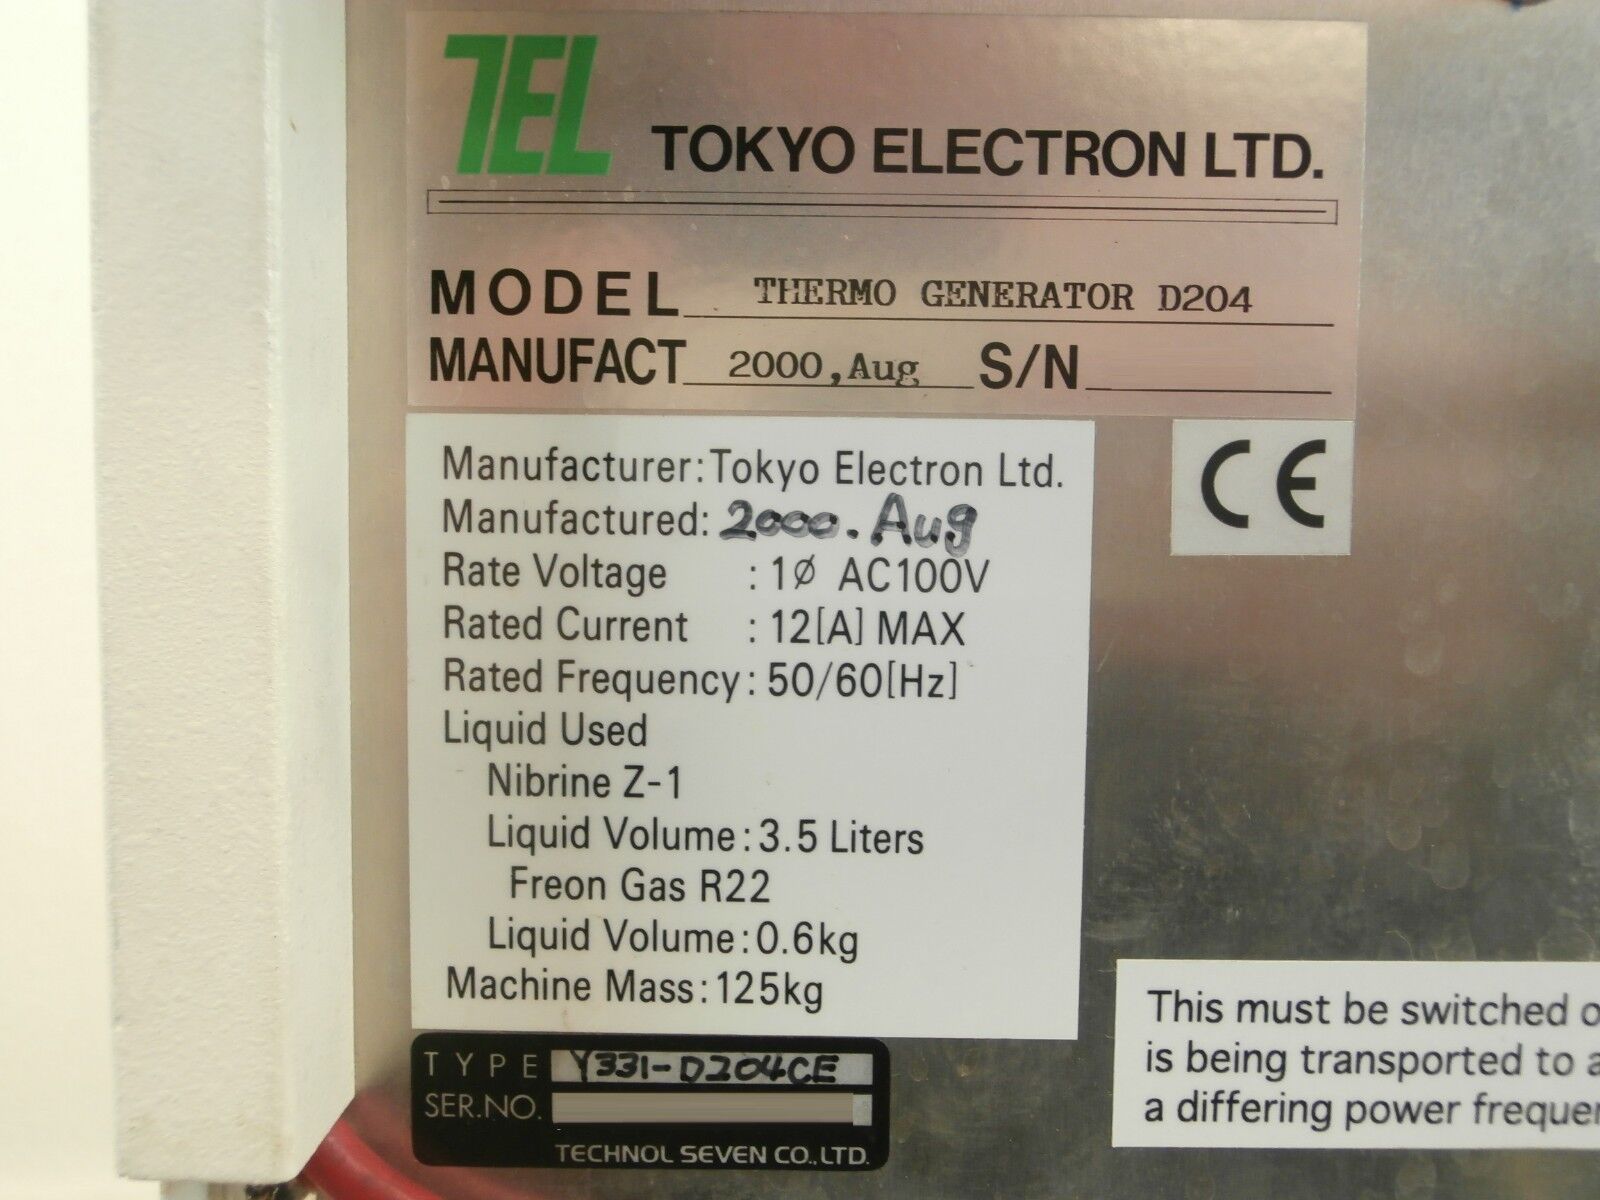 TEL TOKYO ELECTRON LTD.
MODEL THERMO GENERATOR D204
MANUFACT 2000,Aug S/N
Manufacturer:Tokyo Electron Ltd.
Manufactured: 2000.Aug
Rate Voltage : 1Ø AC100V
Rated Current : 12[A] MAX
Rated Frequency: 50/60[Hz]
Liquid Used
Nibrine Z-1
Liquid Volume: 3.5 Liters
Freon Gas R22
Liquid Volume: 0.6kg
Machine Mass: 125kg
CE
This must be switched o
is being transported to a
a differing power freque
TYPE Y331-D204CE
SER.NO.
TECHNOL SEVEN CO.,LTD.